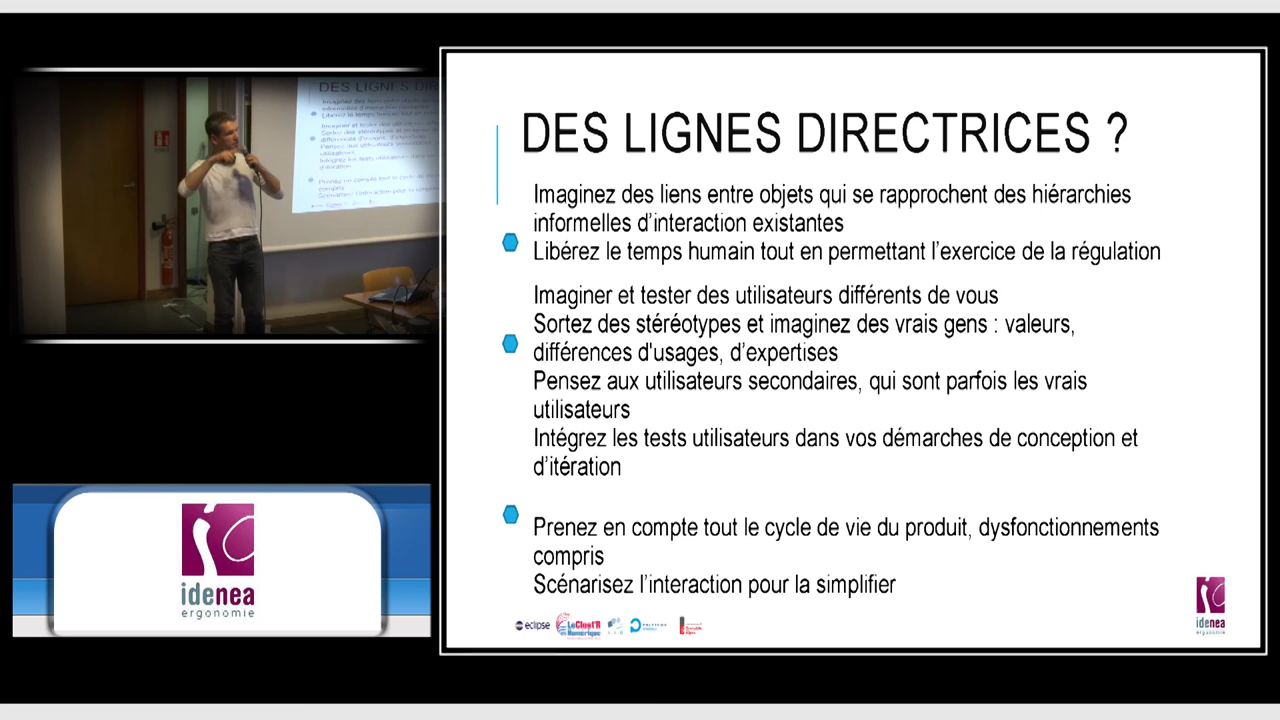 DES LIGNES DIRECTRICES ?
Imaginez des liens entre objets qui se rapprochent des hiérarchies
informelles d'interaction existantes
Libérez le temps humain tout en permettant l'exercice de la régulation
Imaginer et tester des utilisateurs différents de vous
Sortez des stéréotypes et imaginez des vrais gens : valeurs,
différences d'usages, d'expertises
Pensez aux utilisateurs secondaires, qui sont parfois les vrais
utilisateurs
Intégrez les tests utilisateurs dans vos démarches de conception et
d'itération
Prenez en compte tout le cycle de vie du produit, dysfonctionnements
compris
Scénarisez l'interaction pour la simplifier
eclipse
LeClust'R
Numérique
idenea
ergonomie
idenea
ergonomie